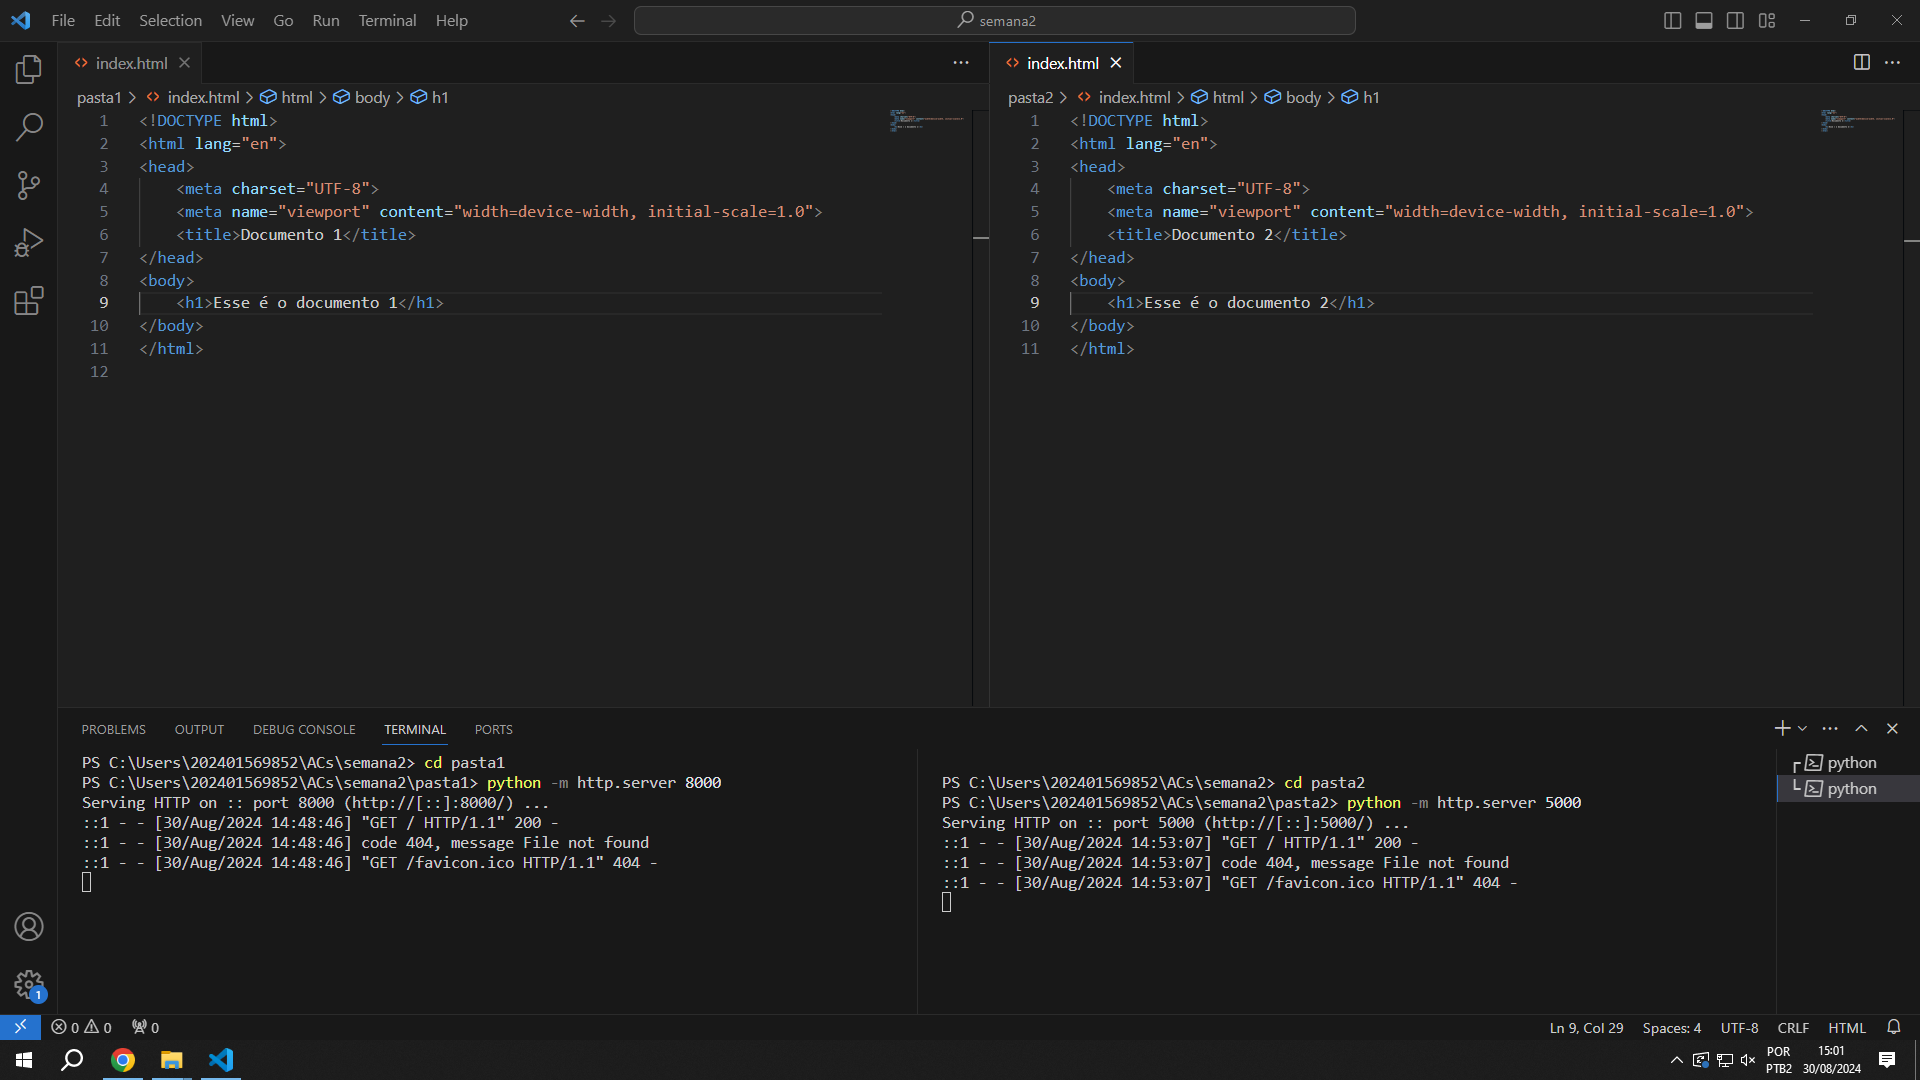 File Edit Selection View Go Run Terminal Help
semana2
index.html
pasta1 > index.html > html > body > h1
1 <!DOCTYPE html>
2 <html lang="en">
3 <head>
4 <meta charset="UTF-8">
5 <meta name="viewport" content="width=device-width, initial-scale=1.0">
6 <title>Documento 1</title>
7 </head>
8 <body>
9 <h1>Esse é o documento 1</h1>
10 </body>
11 </html>
12
index.html
pasta2 > index.html > html > body > h1
1 <!DOCTYPE html>
2 <html lang="en">
3 <head>
4 <meta charset="UTF-8">
5 <meta name="viewport" content="width=device-width, initial-scale=1.0">
6 <title>Documento 2</title>
7 </head>
8 <body>
9 <h1>Esse é o documento 2</h1>
10 </body>
11 </html>
PROBLEMS OUTPUT DEBUG CONSOLE TERMINAL PORTS
PS C:\Users\202401569852\ACs\semana2> cd pasta1
PS C:\Users\202401569852\ACs\semana2\pasta1> python -m http.server 8000
Serving HTTP on :: port 8000 (http://[::]:8000/) ...
::1 - - [30/Aug/2024 14:48:46] "GET / HTTP/1.1" 200 -
::1 - - [30/Aug/2024 14:48:46] code 404, message File not found
::1 - - [30/Aug/2024 14:48:46] "GET /favicon.ico HTTP/1.1" 404 -
PS C:\Users\202401569852\ACs\semana2> cd pasta2
PS C:\Users\202401569852\ACs\semana2\pasta2> python -m http.server 5000
Serving HTTP on :: port 5000 (http://[::]:5000/) ...
::1 - - [30/Aug/2024 14:53:07] "GET / HTTP/1.1" 200 -
::1 - - [30/Aug/2024 14:53:07] code 404, message File not found
::1 - - [30/Aug/2024 14:53:07] "GET /favicon.ico HTTP/1.1" 404 -
python
python
1
0 0 0
Ln 9, Col 29 Spaces: 4 UTF-8 CRLF HTML
POR
PTB2
15:01
30/08/2024